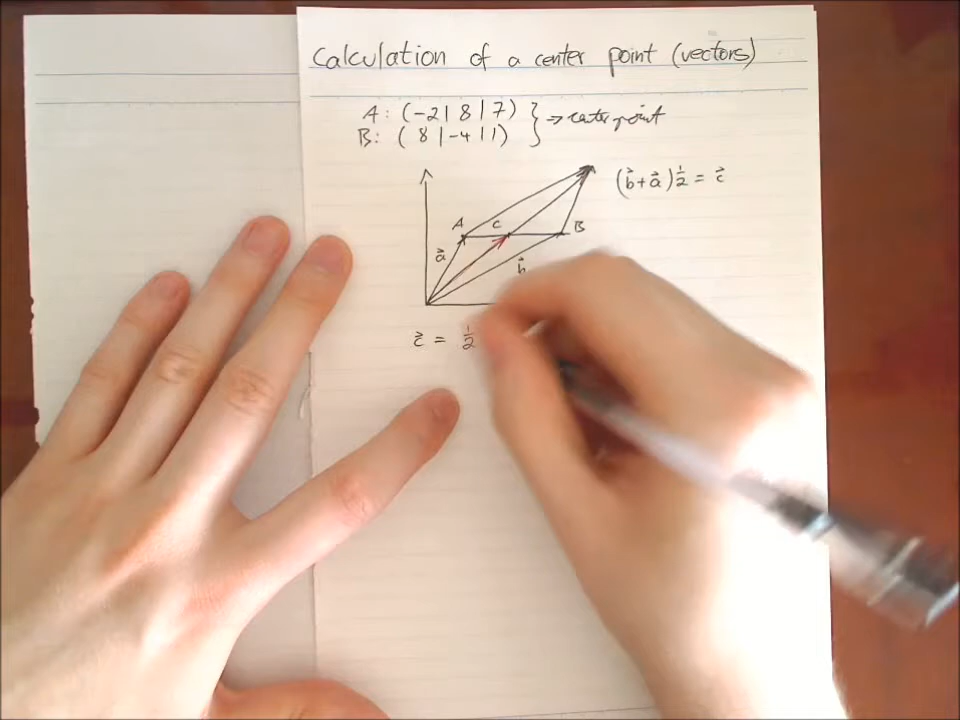 Calculation of a center point (vectors)
A: (-2|8|7) } → center point
B: (8|-4|1)
(b⃗+a⃗)½ = c⃗
A C B
a⃗
b⃗
c⃗ = ½